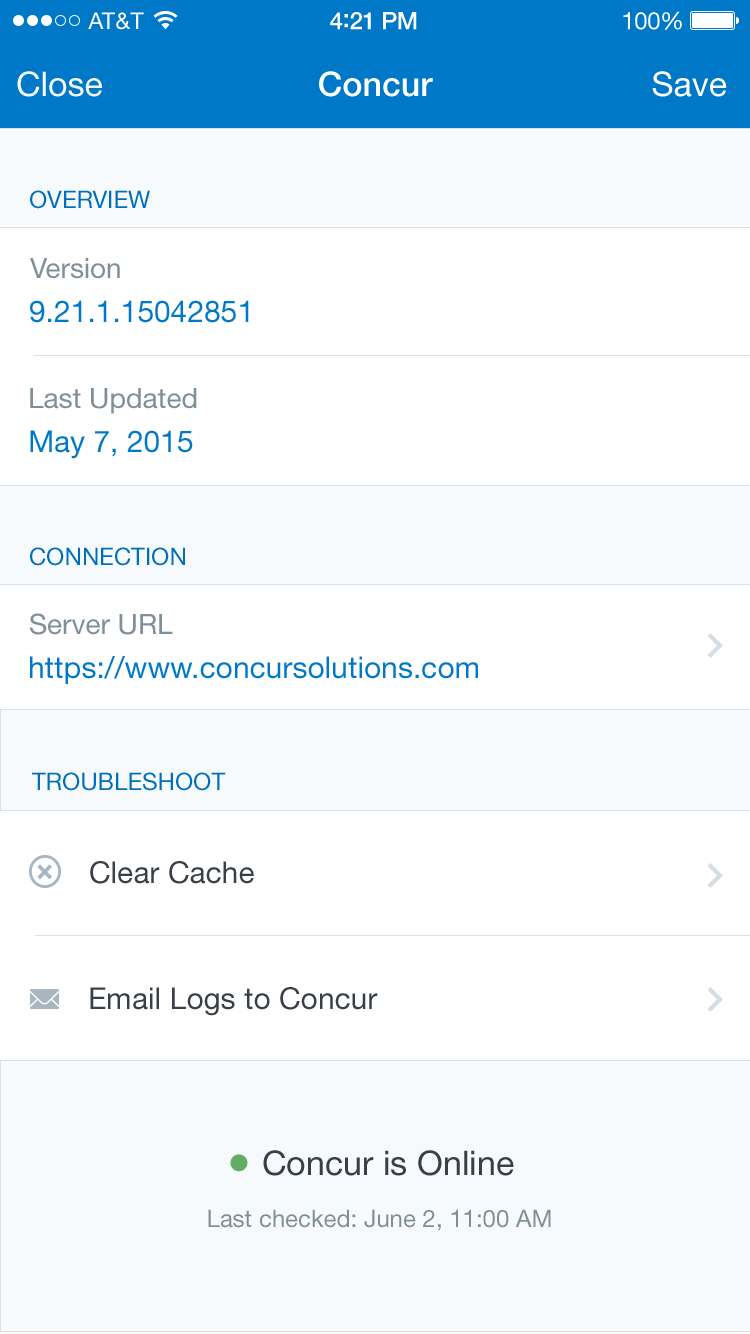 AT&T 4:21 PM 100%
Close Concur Save
OVERVIEW
Version
9.21.1.15042851
Last Updated
May 7, 2015
CONNECTION
Server URL
https://www.concursolutions.com
TROUBLESHOOT
Clear Cache
Email Logs to Concur
Concur is Online
Last checked: June 2, 11:00 AM